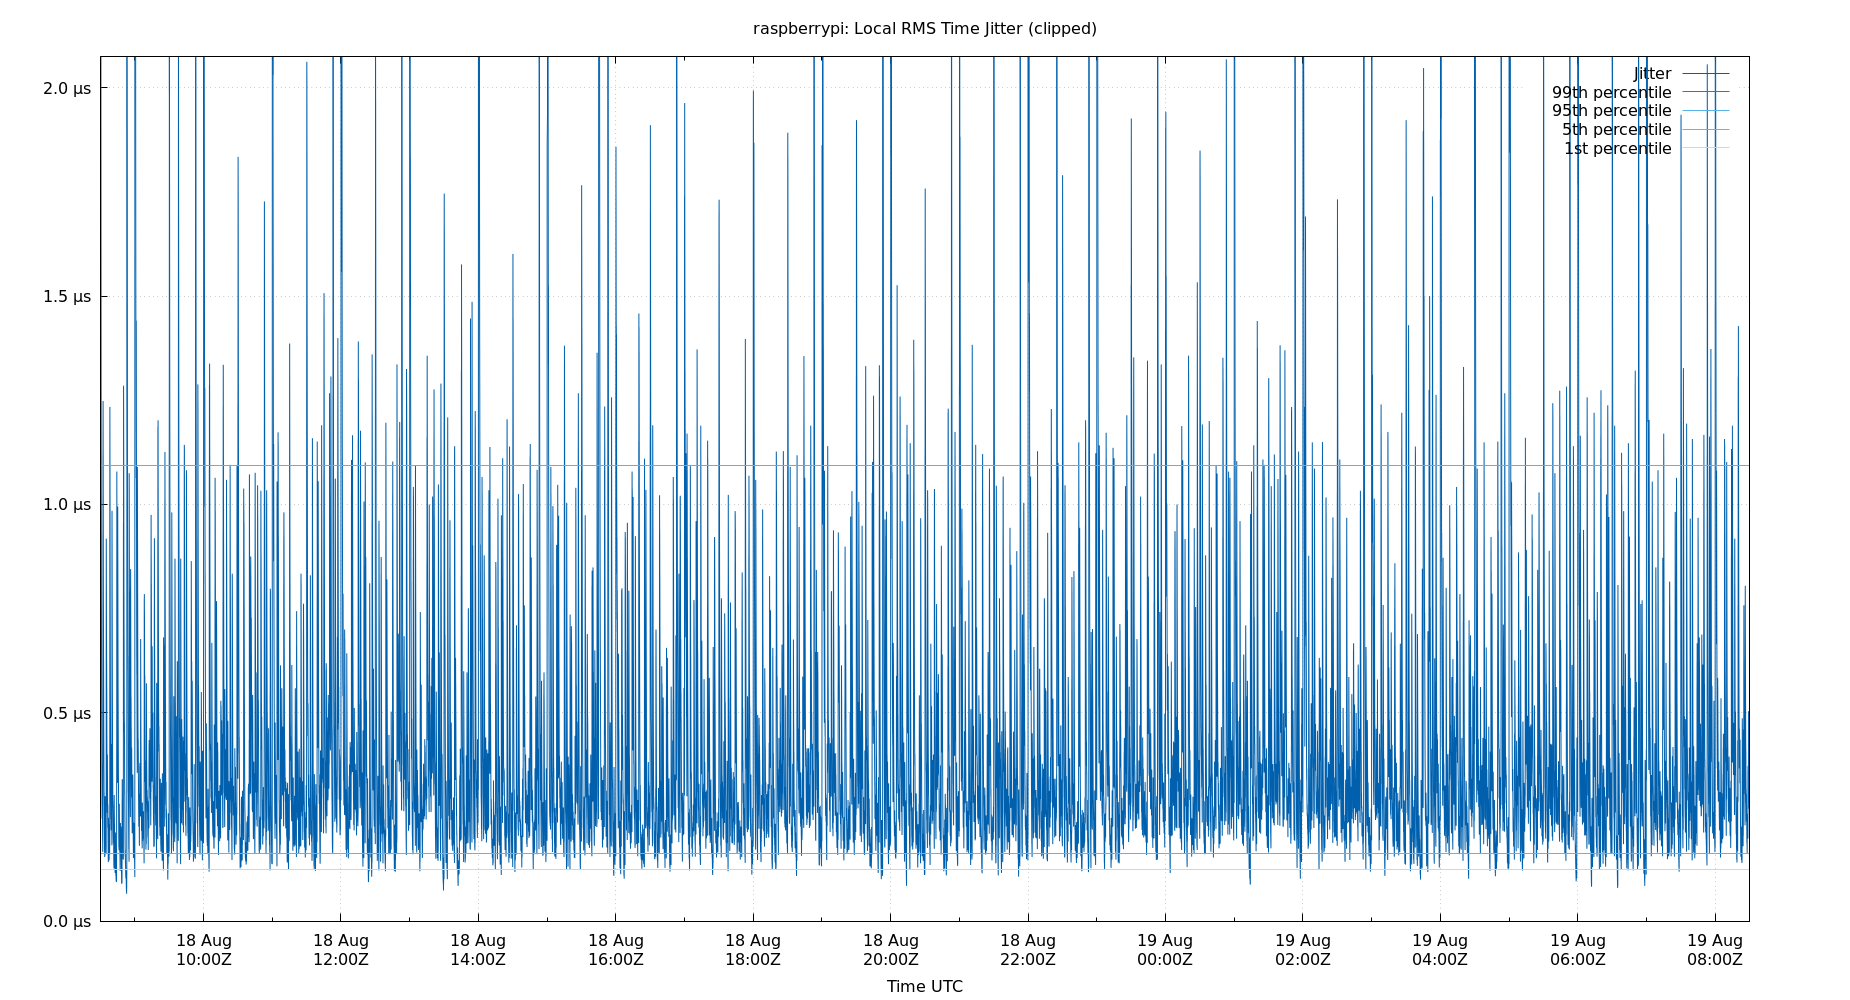 raspberrypi: Local RMS Time Jitter (clipped)
Jitter
99th percentile
95th percentile
5th percentile
1st percentile
2.0 µs
1.5 µs
1.0 µs
0.5 µs
0.0 µs
18 Aug 18 Aug 18 Aug 18 Aug 18 Aug 18 Aug 18 Aug 19 Aug 19 Aug 19 Aug 19 Aug 19 Aug
10:00Z 12:00Z 14:00Z 16:00Z 18:00Z 20:00Z 22:00Z 00:00Z 02:00Z 04:00Z 06:00Z 08:00Z
Time UTC